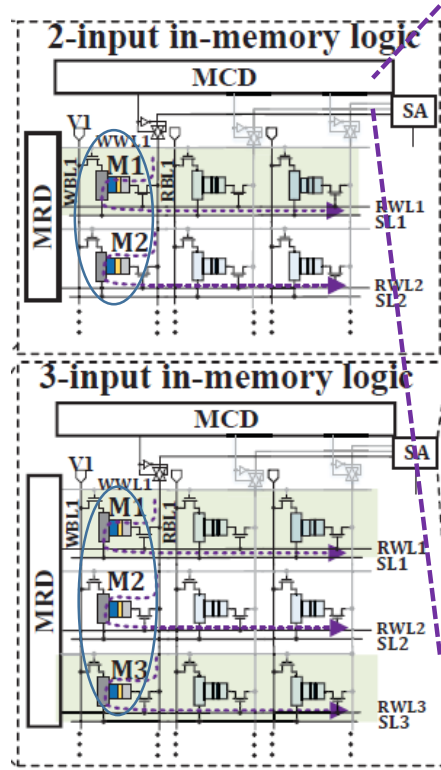 2-input in-memory logic
MCD
SA
V1
WWL1
WBL1
M1
RBL1
MRD
RWL1
SL1
M2
RWL2
SL2
3-input in-memory logic
MCD
SA
V1
WWL1
WBL1
M1
RBL1
MRD
RWL1
SL1
M2
RWL2
SL2
M3
RWL3
SL3